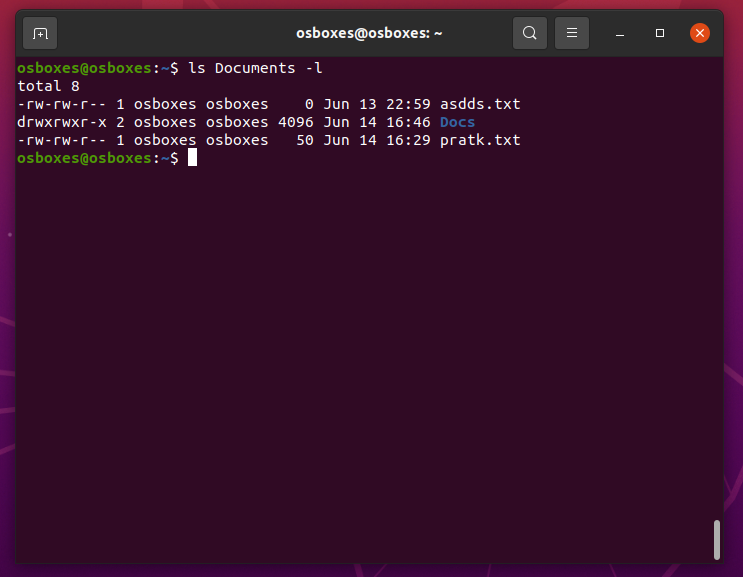 osboxes@osboxes: ~
osboxes@osboxes:~$ ls Documents -l
total 8
-rw-rw-r-- 1 osboxes osboxes    0 Jun 13 22:59 asdds.txt
drwxrwxr-x 2 osboxes osboxes 4096 Jun 14 16:46 Docs
-rw-rw-r-- 1 osboxes osboxes   50 Jun 14 16:29 pratk.txt
osboxes@osboxes:~$